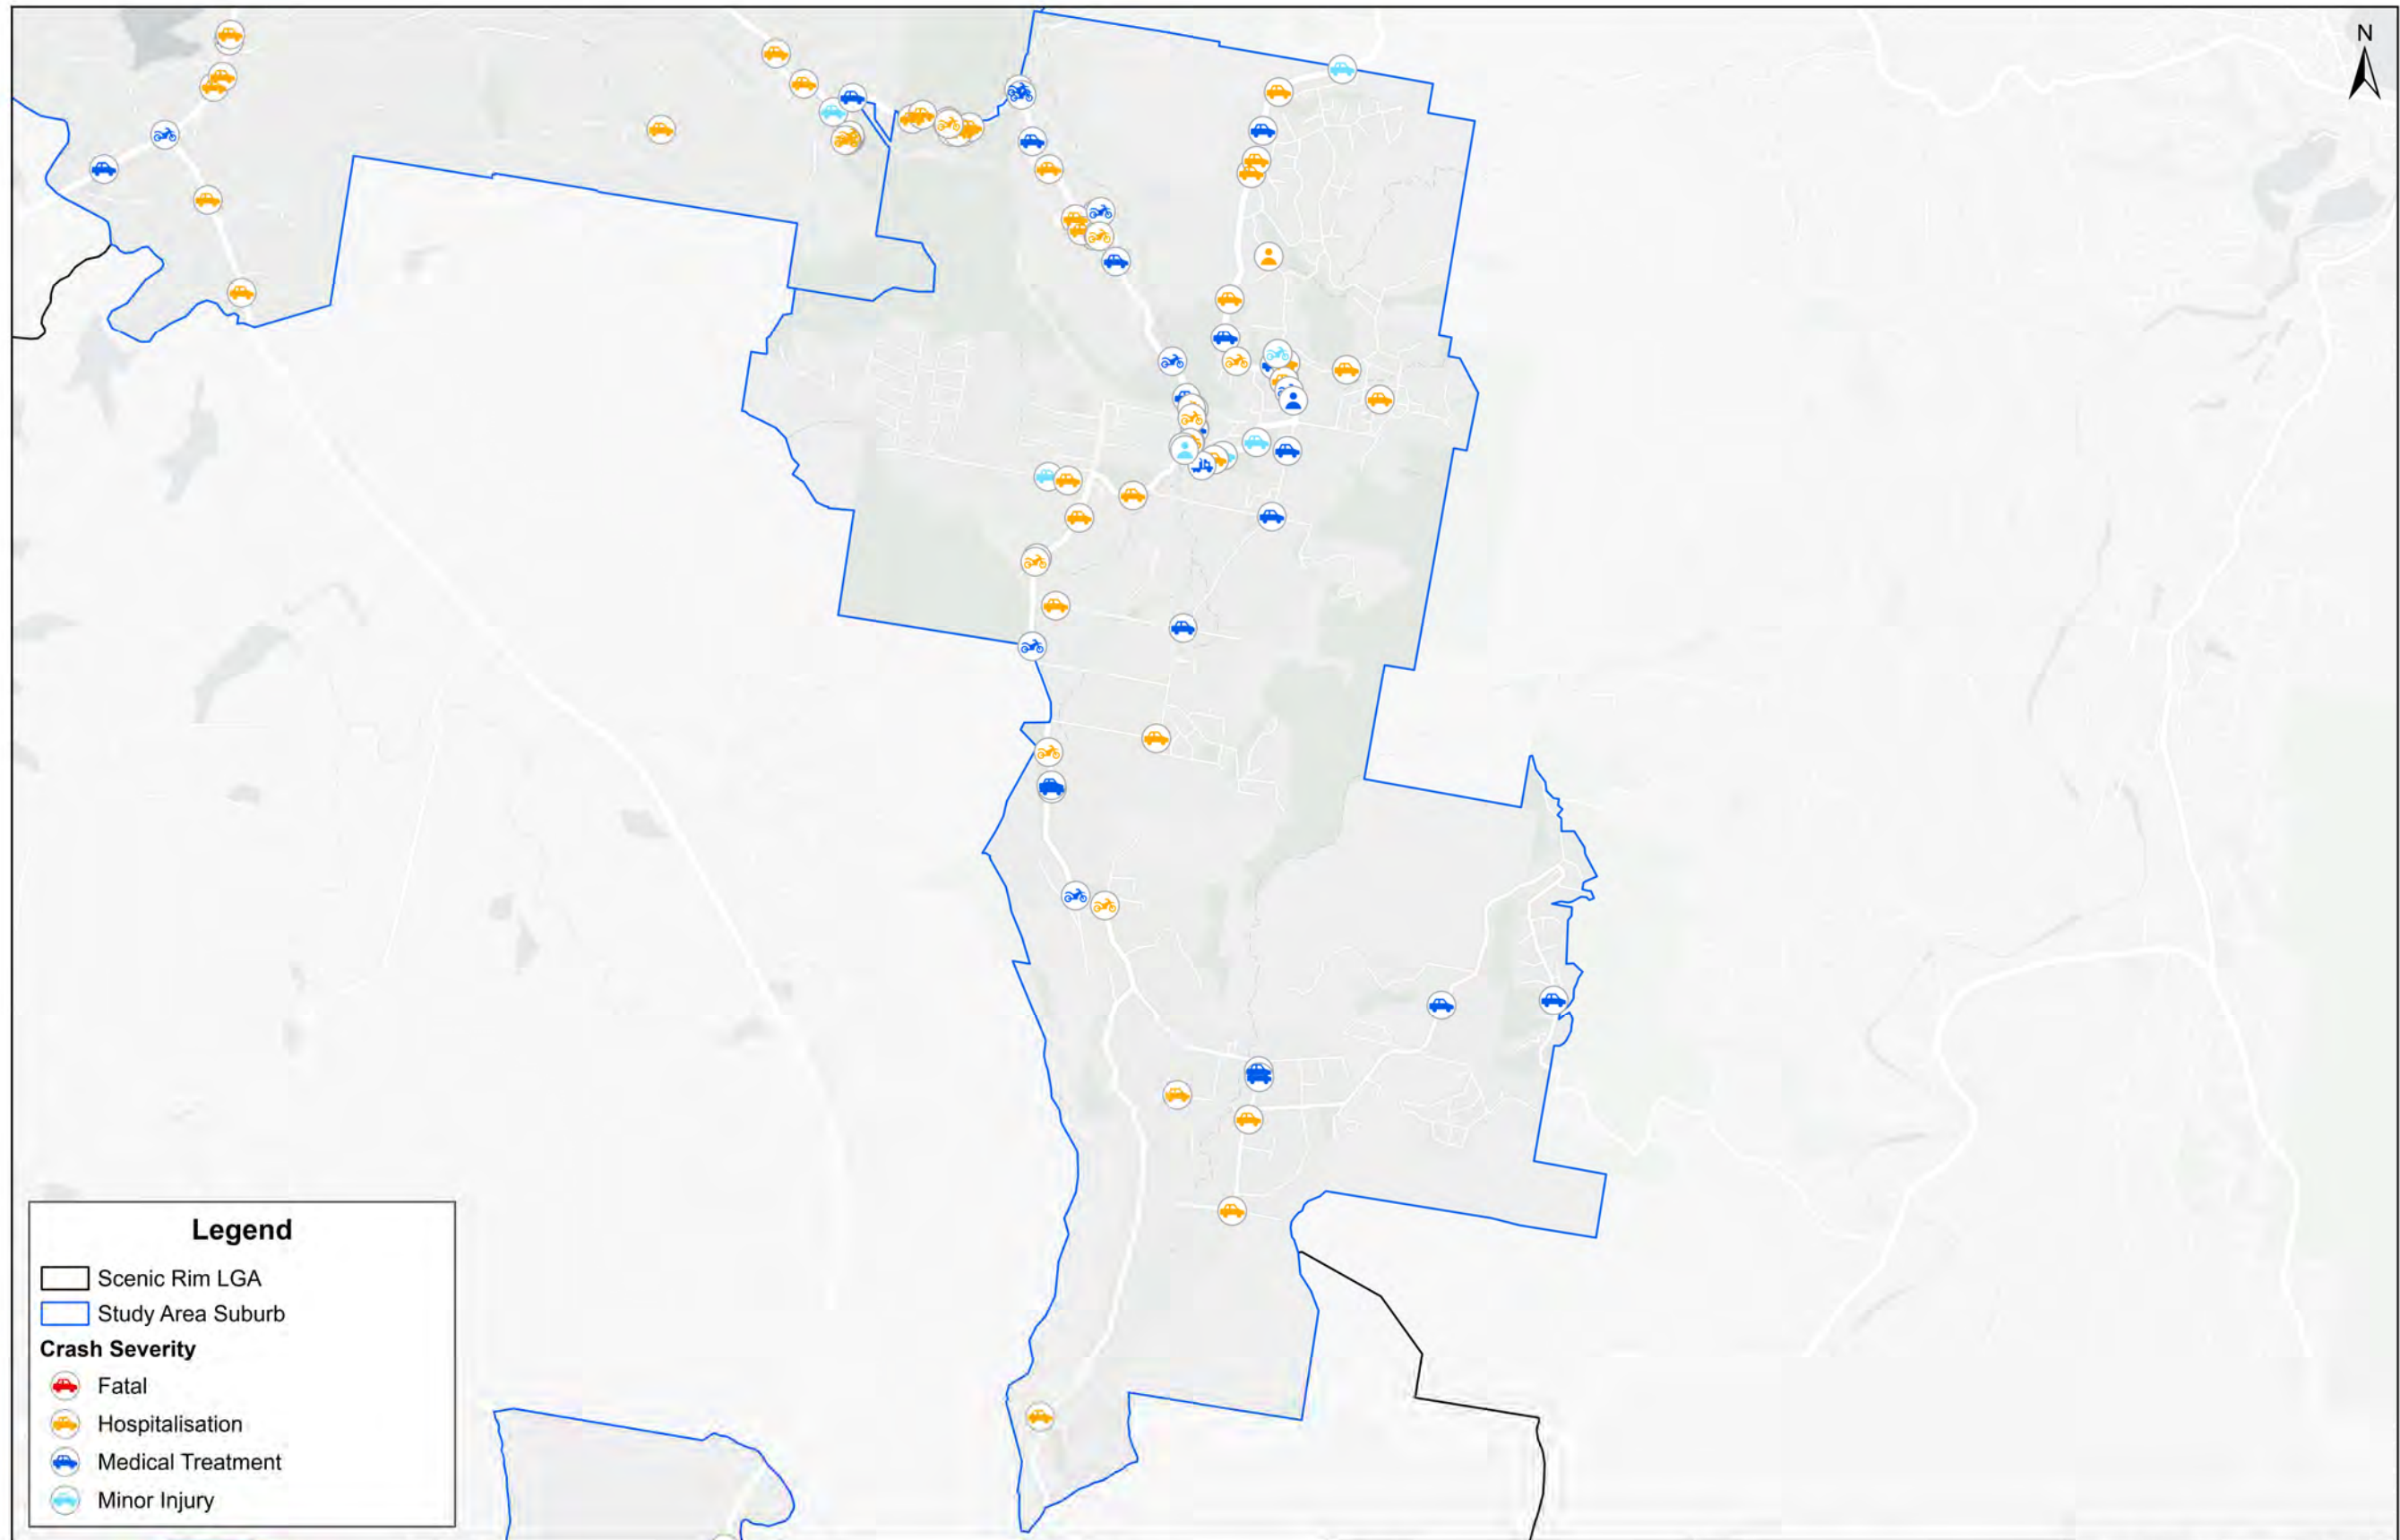 N
Legend
Scenic Rim LGA
Study Area Suburb
Crash Severity
Fatal
Hospitalisation
Medical Treatment
Minor Injury